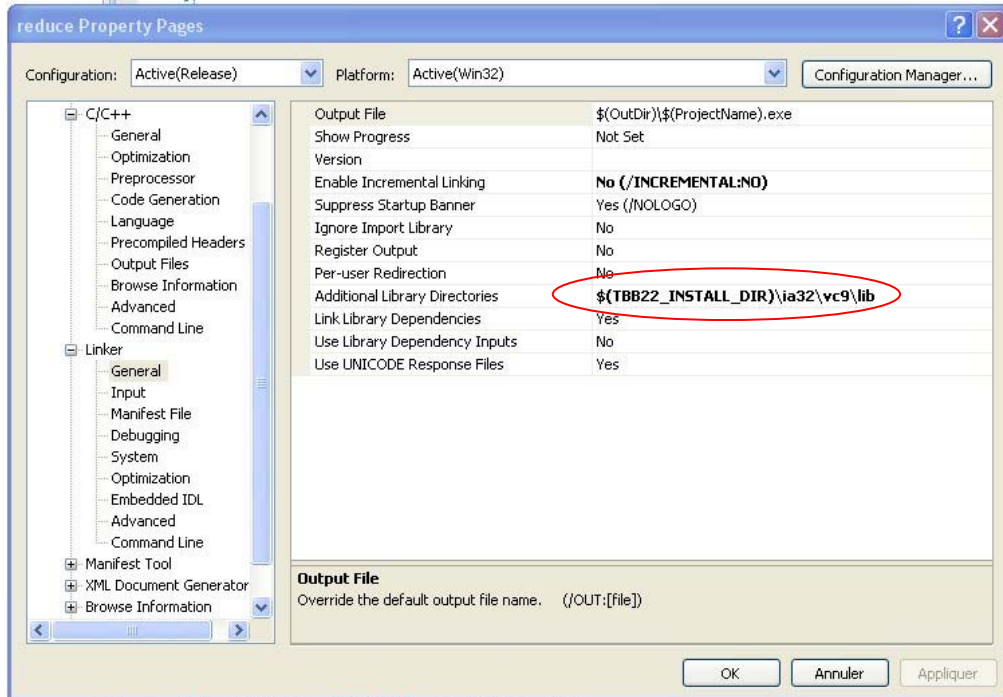 reduce Property Pages
Configuration: Active(Release) Platform: Active(Win32) Configuration Manager...
C/C++
General
Optimization
Preprocessor
Code Generation
Language
Precompiled Headers
Output Files
Browse Information
Advanced
Command Line
Linker
General
Input
Manifest File
Debugging
System
Optimization
Embedded IDL
Advanced
Command Line
Manifest Tool
XML Document Generator
Browse Information
Output File $(OutDir)\$(ProjectName).exe
Show Progress Not Set
Version
Enable Incremental Linking No (/INCREMENTAL:NO)
Suppress Startup Banner Yes (/NOLOGO)
Ignore Import Library No
Register Output No
Per-user Redirection No
Additional Library Directories $(TBB22_INSTALL_DIR)\ia32\vc9\lib
Link Library Dependencies Yes
Use Library Dependency Inputs No
Use UNICODE Response Files Yes
Output File
Override the default output file name. (/OUT:[file])
OK Annuler Appliquer